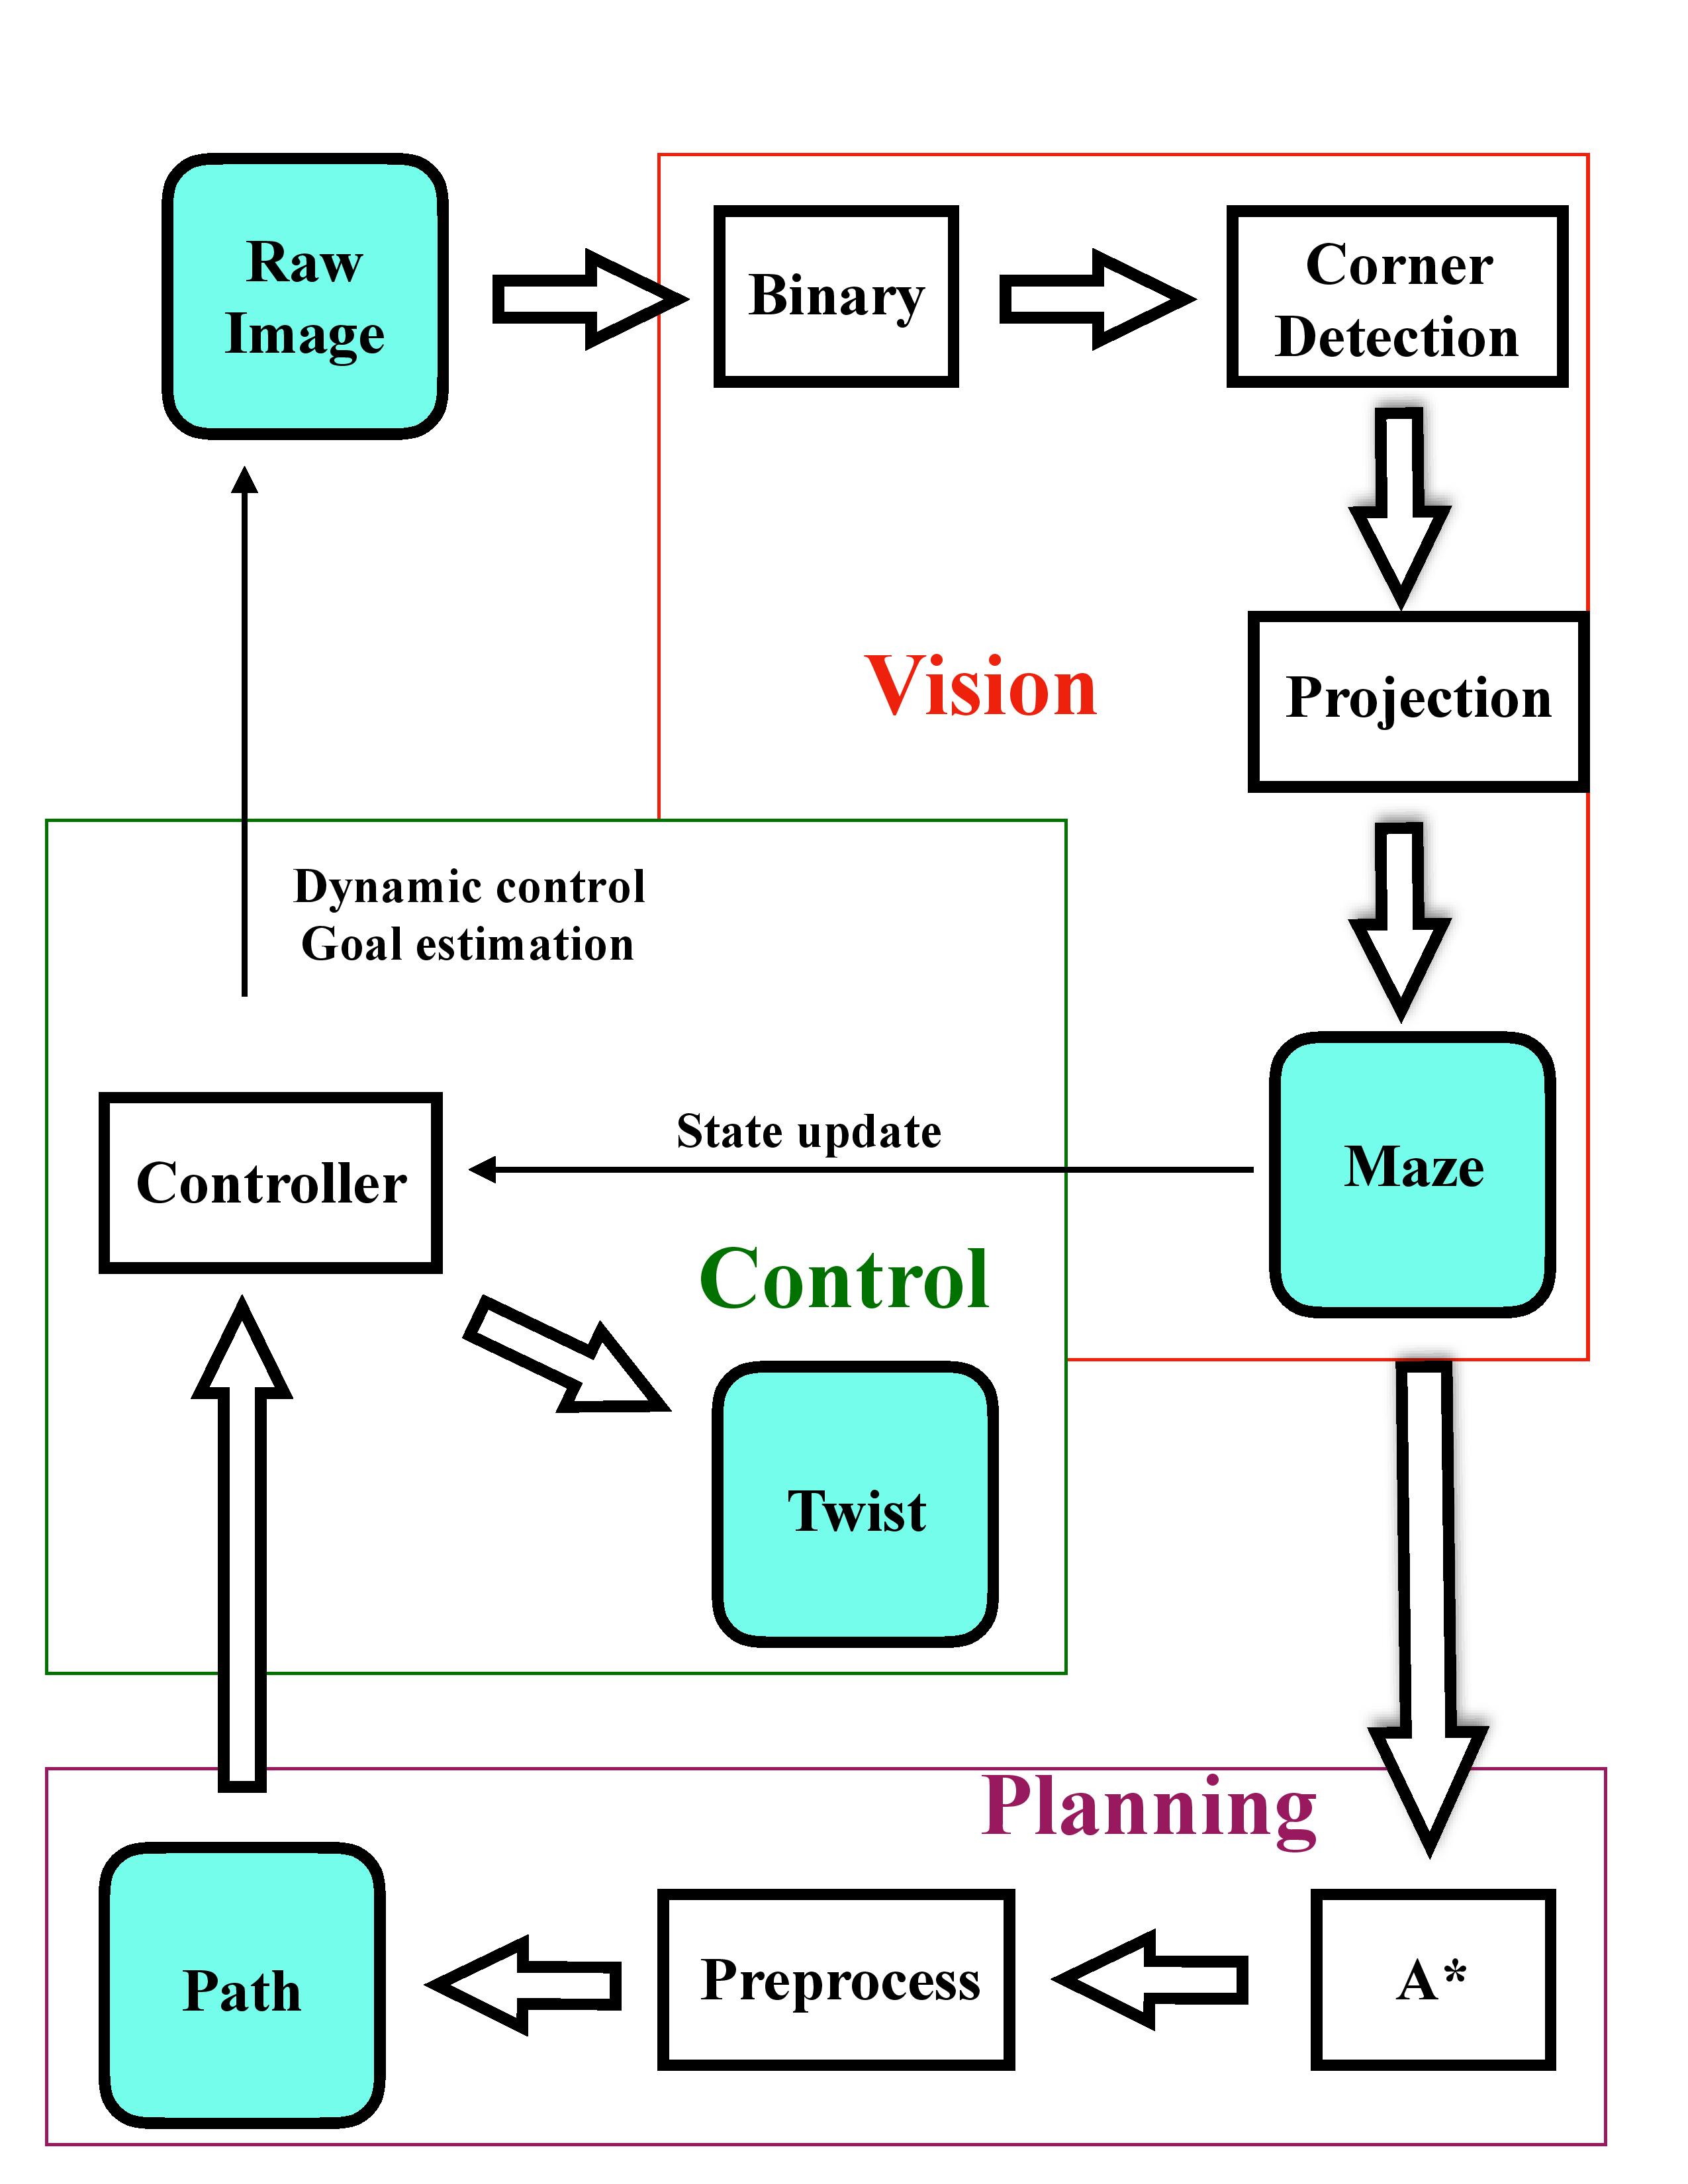 Raw
Image
Binary
Corner
Detection
Vision
Projection
Dynamic control
Goal estimation
State update
Controller
Maze
Control
Twist
Planning
Path
Preprocess
A*